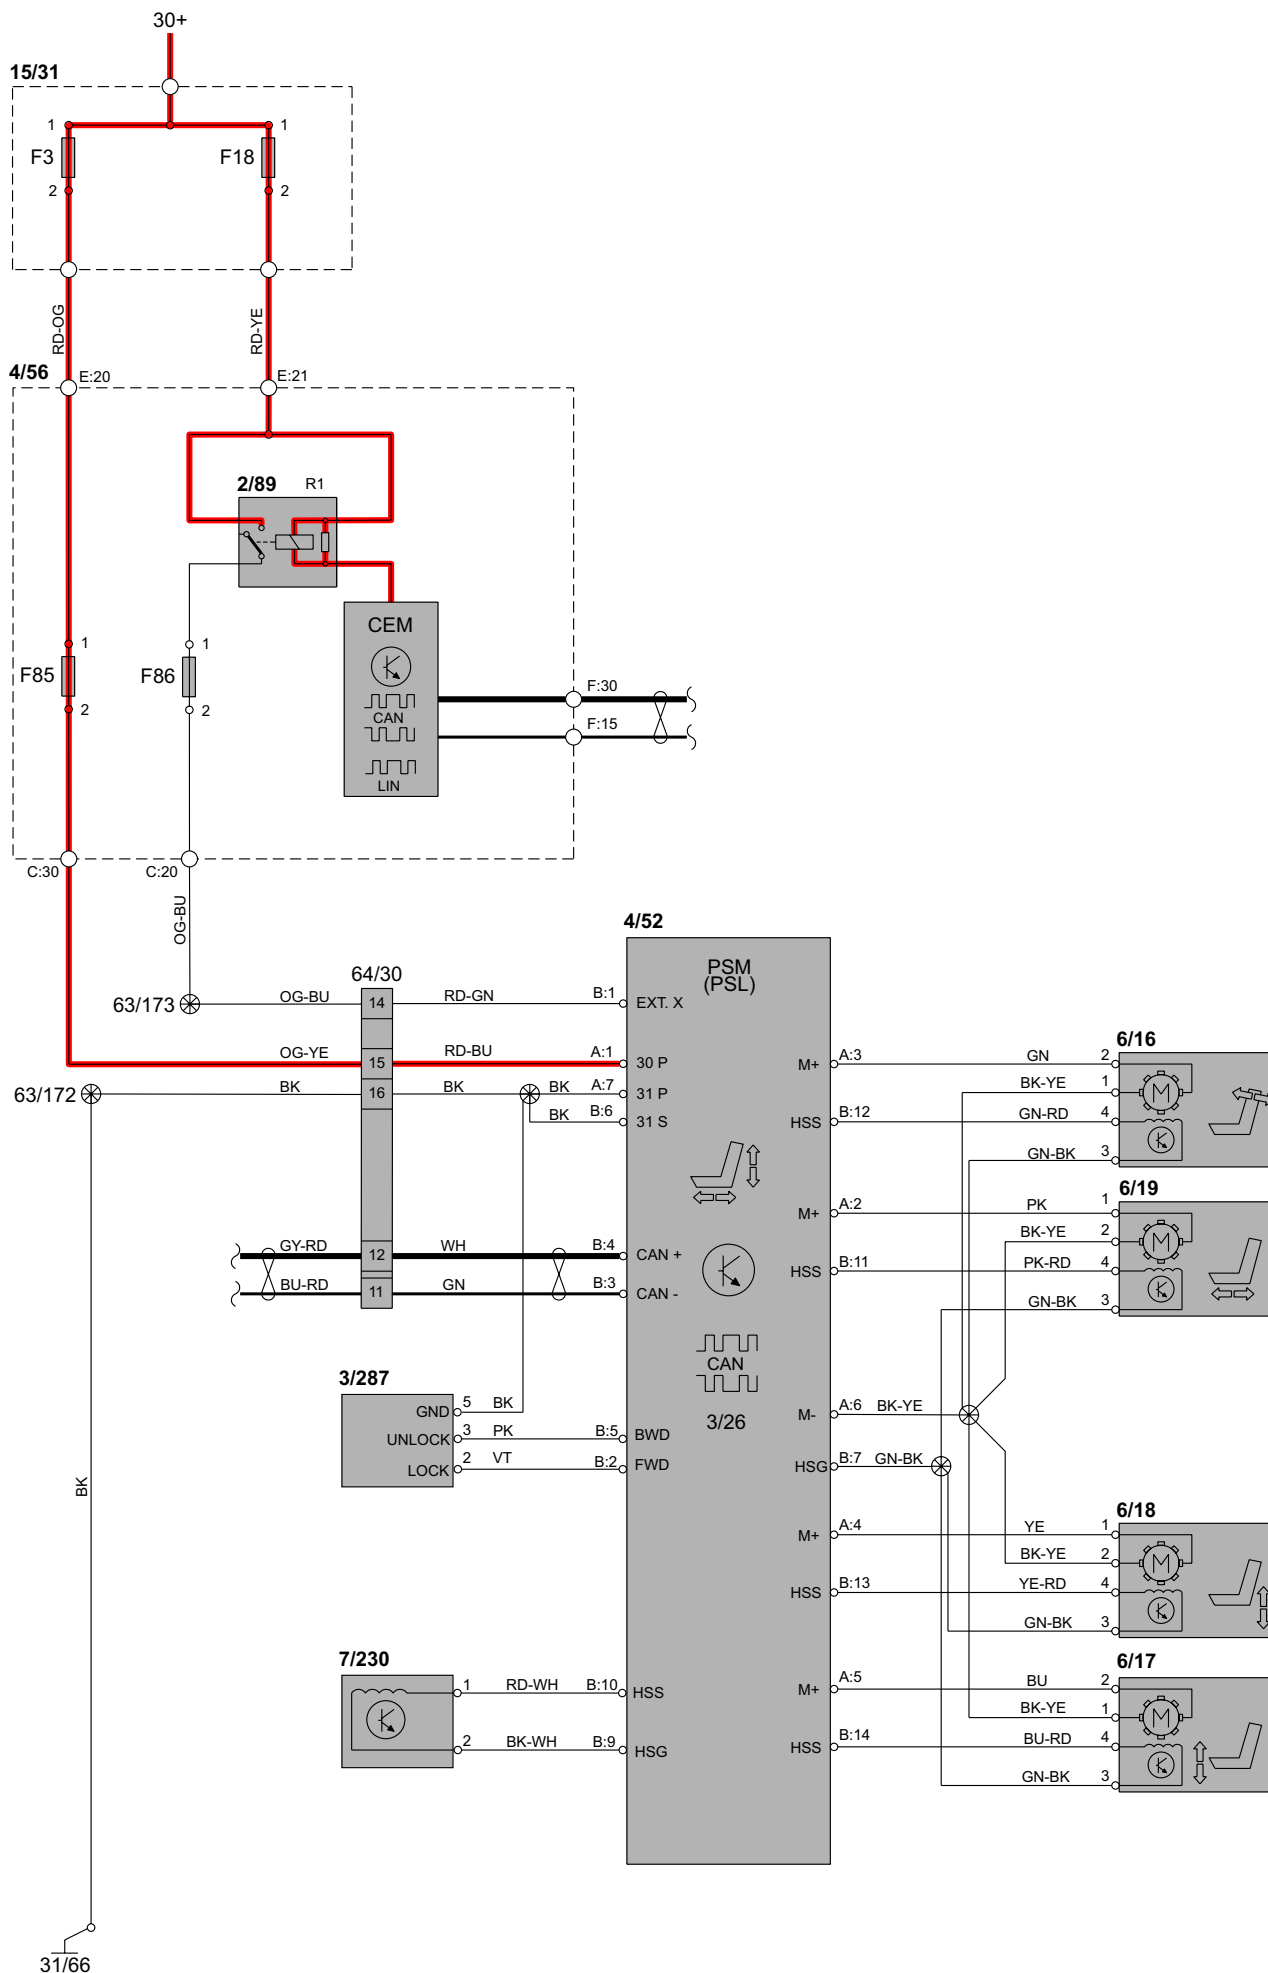 30+
15/31
1 1
F3 F18
2 2
RD-OG RD-YE
4/56 E:20 E:21
2/89 R1
CEM
1 1
F85 F86
2 2
CAN
LIN
F:30
F:15
C:30 C:20
OG-BU
4/52
PSM
(PSL)
64/30
63/173 OG-BU 14 RD-GN B:1 EXT. X
OG-YE 15 RD-BU A:1 30 P
63/172 BK 16 BK BK A:7 31 P
BK B:6 31 S
M+ A:3 GN 2 6/16
BK-YE 1 M
HSS B:12 GN-RD 4
GN-BK 3
6/19
M+ A:2 PK 1
BK-YE 2 M
GY-RD 12 WH B:4 CAN +
HSS B:11 PK-RD 4
BU-RD 11 GN B:3 CAN -
GN-BK 3
CAN
3/26
3/287
GND 5 BK
UNLOCK 3 PK B:5 BWD
LOCK 2 VT B:2 FWD
M- A:6 BK-YE
HSG B:7 GN-BK
BK
6/18
M+ A:4 YE 1
BK-YE 2 M
HSS B:13 YE-RD 4
GN-BK 3
7/230
1 RD-WH B:10 HSS
2 BK-WH B:9 HSG
6/17
M+ A:5 BU 2
BK-YE 1 M
HSS B:14 BU-RD 4
GN-BK 3
31/66